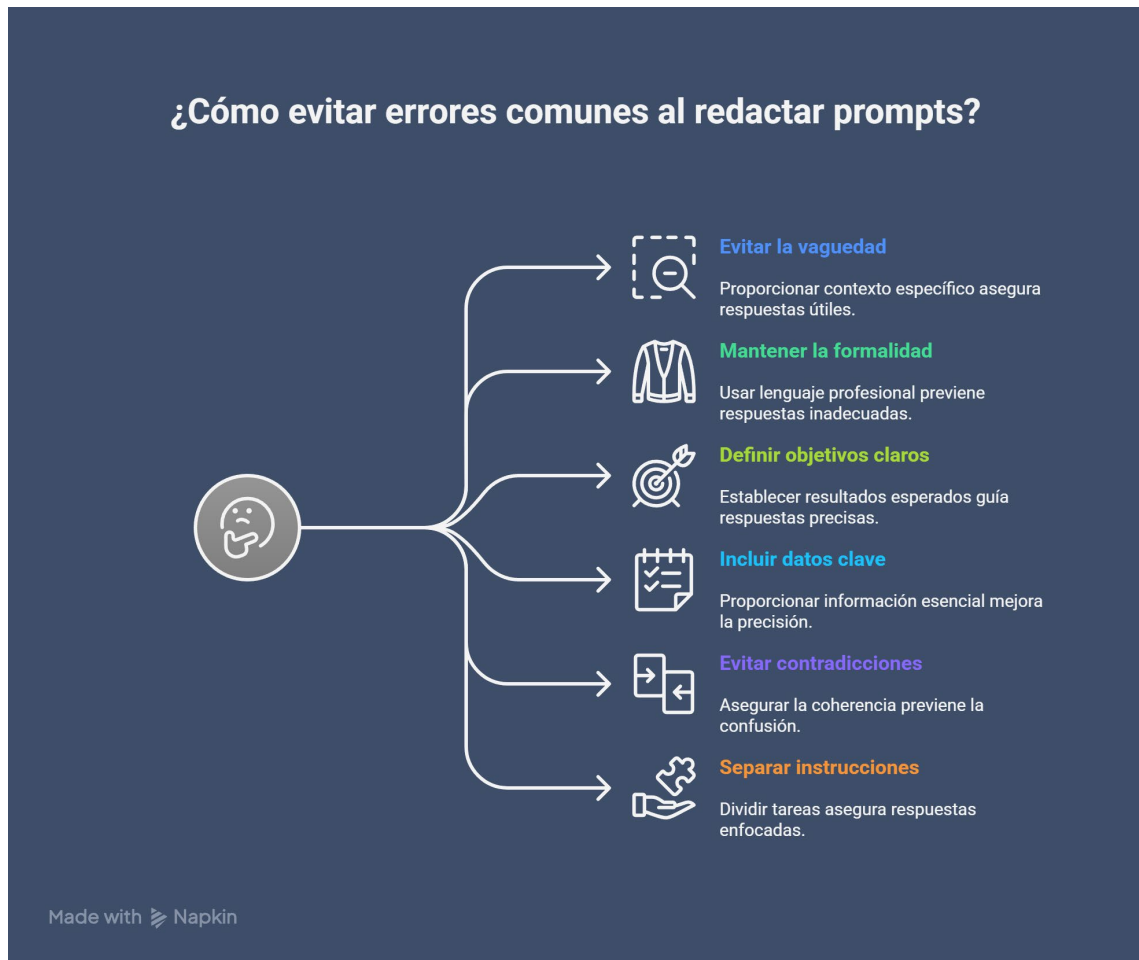 ¿Cómo evitar errores comunes al redactar prompts?
Evitar la vaguedad
Proporcionar contexto específico asegura
respuestas útiles.
Mantener la formalidad
Usar lenguaje profesional previene
respuestas inadecuadas.
Definir objetivos claros
Establecer resultados esperados guía
respuestas precisas.
Incluir datos clave
Proporcionar información esencial mejora
la precisión.
Evitar contradicciones
Asegurar la coherencia previene la
confusión.
Separar instrucciones
Dividir tareas asegura respuestas
enfocadas.
Made with Napkin